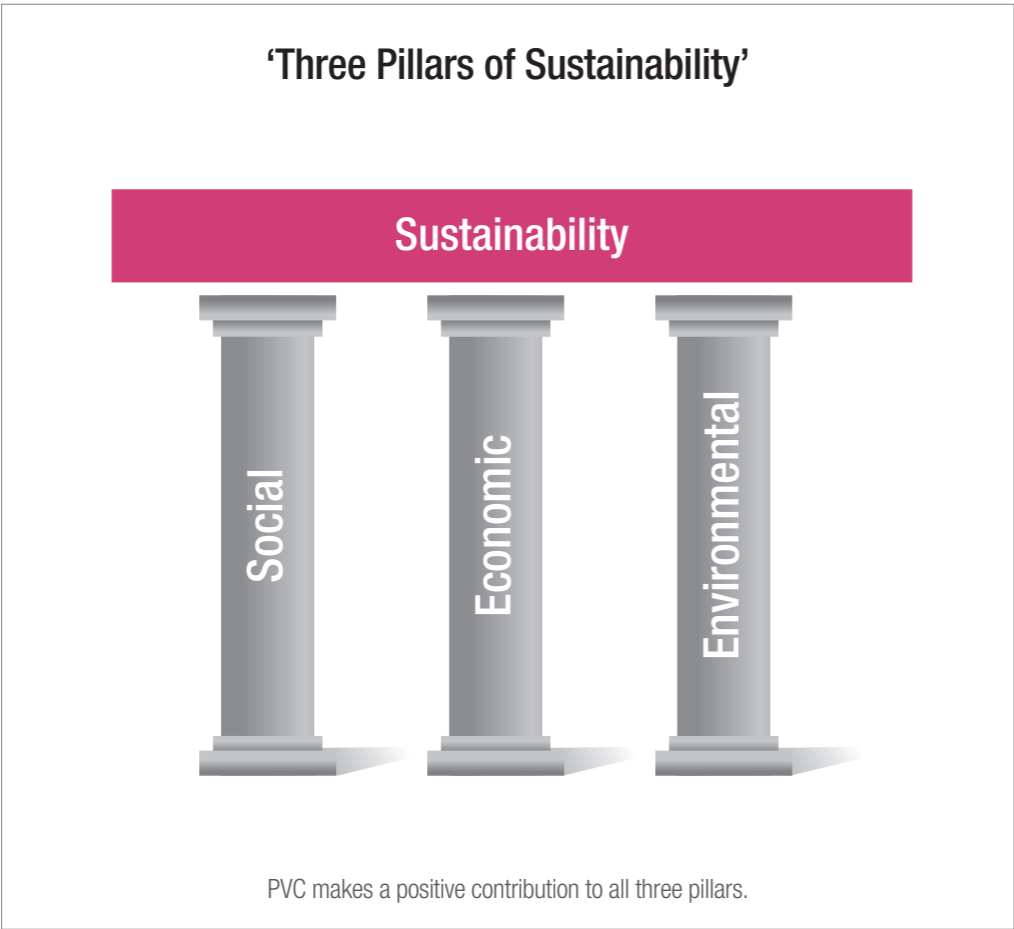 ‘Three Pillars of Sustainability’
Sustainability
Social
Economic
Environmental
PVC makes a positive contribution to all three pillars.